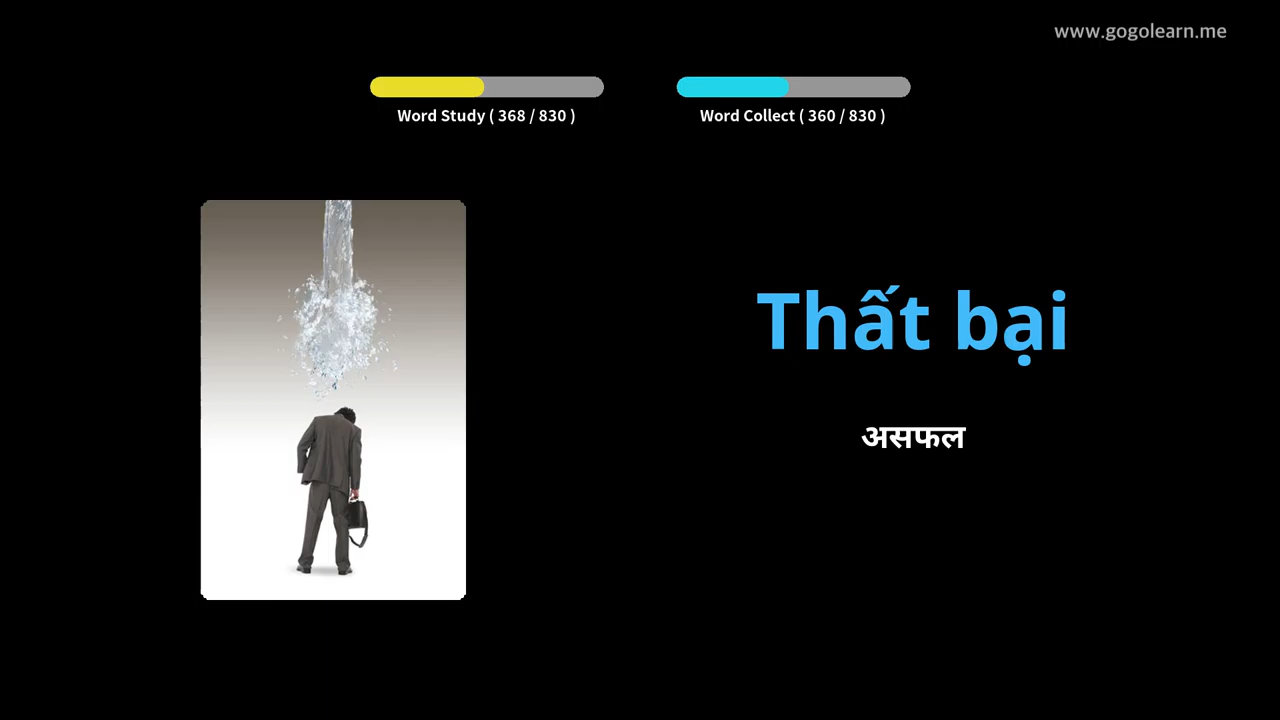 www.gogolearn.me
Word Study ( 368 / 830 )
Word Collect ( 360 / 830 )
Thất bại
असफल